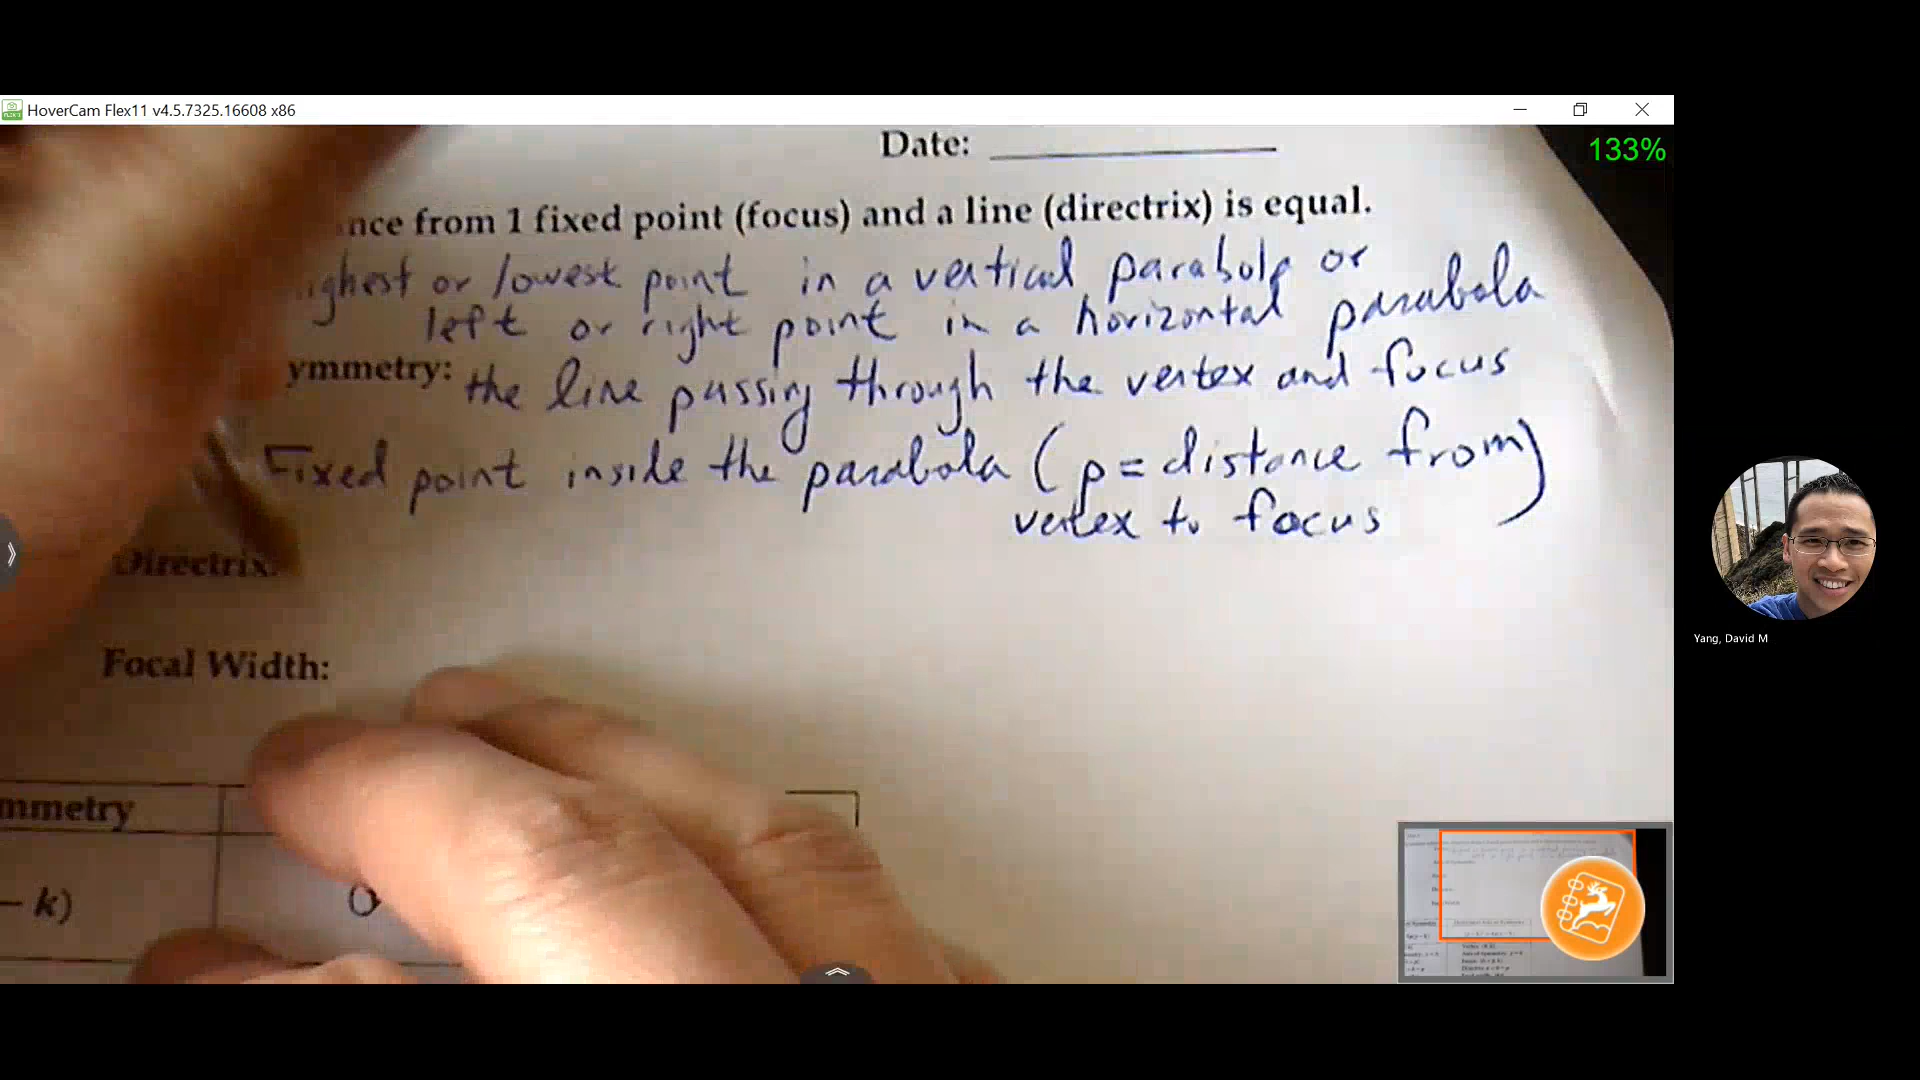 HoverCam Flex11 v4.5.7325.16608 x86
133%
Date:
nce from 1 fixed point (focus) and a line (directrix) is equal.
ghest or lowest point in a vertical parabola or
left or right point in a horizontal parabola
ymmetry: the line passing through the vertex and focus
Fixed point inside the parabola (p = distance from)
vertex to focus
Directrix:
Focal Width:
mmetry
- k)
Yang, David M